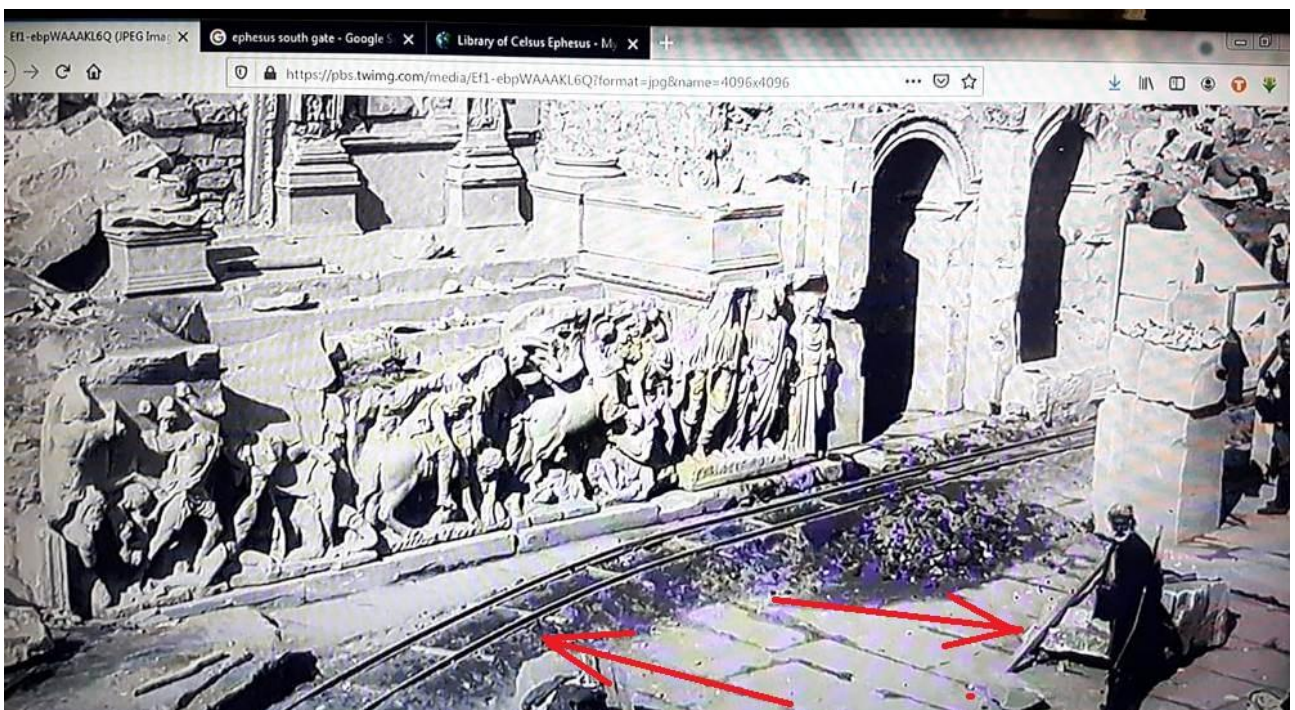 Ef1-ebpWAAAKL6Q (JPEG Imag
ephesus south gate - Google S
Library of Celsus Ephesus - My
https://pbs.twimg.com/media/Ef1-ebpWAAAKL6Q?format=jpg&name=4096x4096